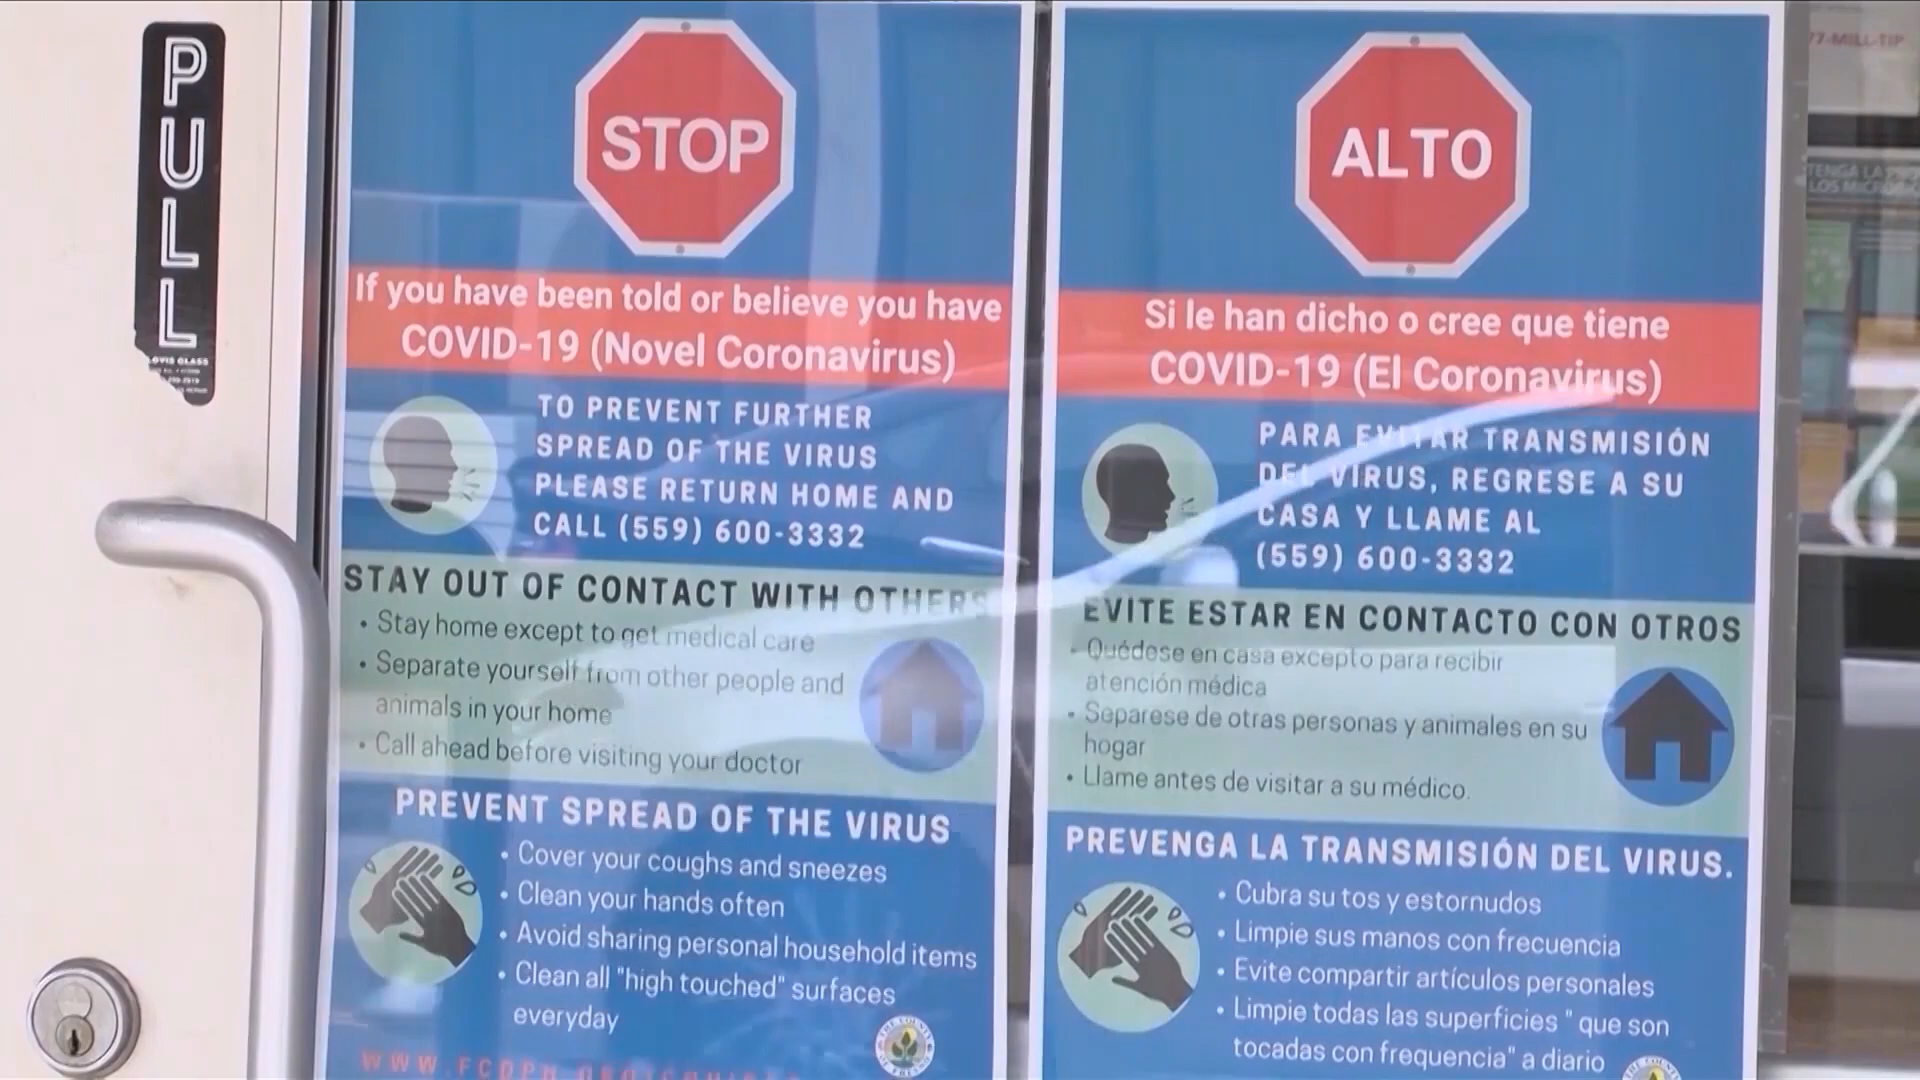 PULL
STOP
If you have been told or believe you have
COVID-19 (Novel Coronavirus)
TO PREVENT FURTHER
SPREAD OF THE VIRUS
PLEASE RETURN HOME AND
CALL (559) 600-3332
STAY OUT OF CONTACT WITH OTHERS
• Stay home except to get medical care
• Separate yourself from other people and
animals in your home
• Call ahead before visiting your doctor
PREVENT SPREAD OF THE VIRUS
• Cover your coughs and sneezes
• Clean your hands often
• Avoid sharing personal household items
• Clean all "high touched" surfaces
everyday
ALTO
Si le han dicho o cree que tiene
COVID-19 (El Coronavirus)
PARA EVITAR TRANSMISIÓN
DEL VIRUS, REGRESE A SU
CASA Y LLAME AL
(559) 600-3332
EVITE ESTAR EN CONTACTO CON OTROS
• Quédese en casa excepto para recibir
atención médica
• Separese de otras personas y animales en su
hogar
• Llame antes de visitar a su médico.
PREVENGA LA TRANSMISIÓN DEL VIRUS.
• Cubra su tos y estornudos
• Limpie sus manos con frecuencia
• Evite compartir artículos personales
• Limpie todas las superficies " que son
tocadas con frequencia" a diario
77-MILL-TIP
TENGA LA